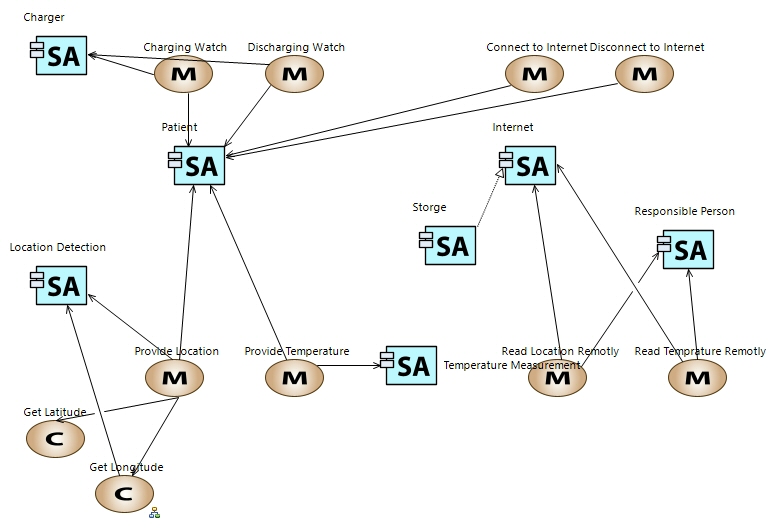 Charger
SA
Charging Watch
M
Discharging Watch
M
Connect to Internet
M
Disconnect to Internet
M
Patient
SA
Internet
SA
Storge
SA
Responsible Person
SA
Location Detection
SA
Provide Location
M
Provide Temperature
M
SA
Temperature Measurement
Read Location Remotly
M
Read Temprature Remotly
M
Get Latitude
C
Get Longitude
C